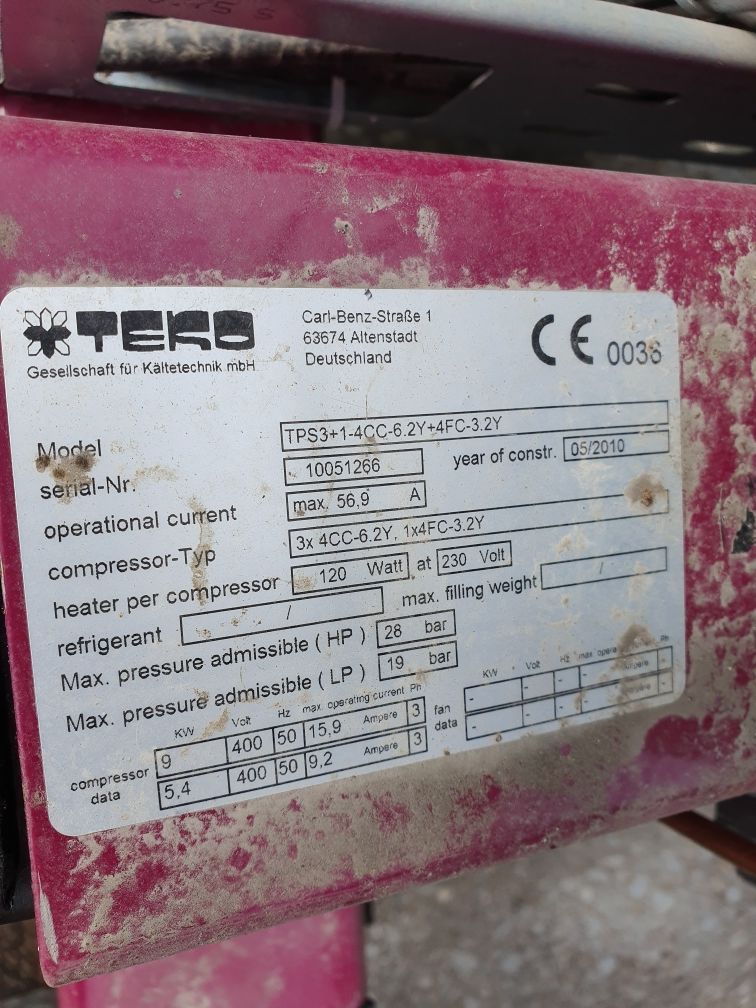 TEKO
Gesellschaft für Kältetechnik mbH
Carl-Benz-Straße 1
63674 Altenstadt
Deutschland
CE 0036
Model TPS3+1-4CC-6.2Y+4FC-3.2Y
serial-Nr. 10051266 year of constr. 05/2010
operational current max. 56,9 A
compressor-Typ 3x 4CC-6.2Y, 1x4FC-3.2Y
heater per compressor 120 Watt at 230 Volt
refrigerant / max. filling weight /
Max. pressure admissible ( HP ) 28 bar
Max. pressure admissible ( LP ) 19 bar
KW Volt Hz max. operating current Ph
compressor data
9 400 50 15,9 Ampere 3
5,4 400 50 9,2 Ampere 3
KW Volt Hz max. Ph
fan data
- - - - Ampere -
- - - - Ampere -